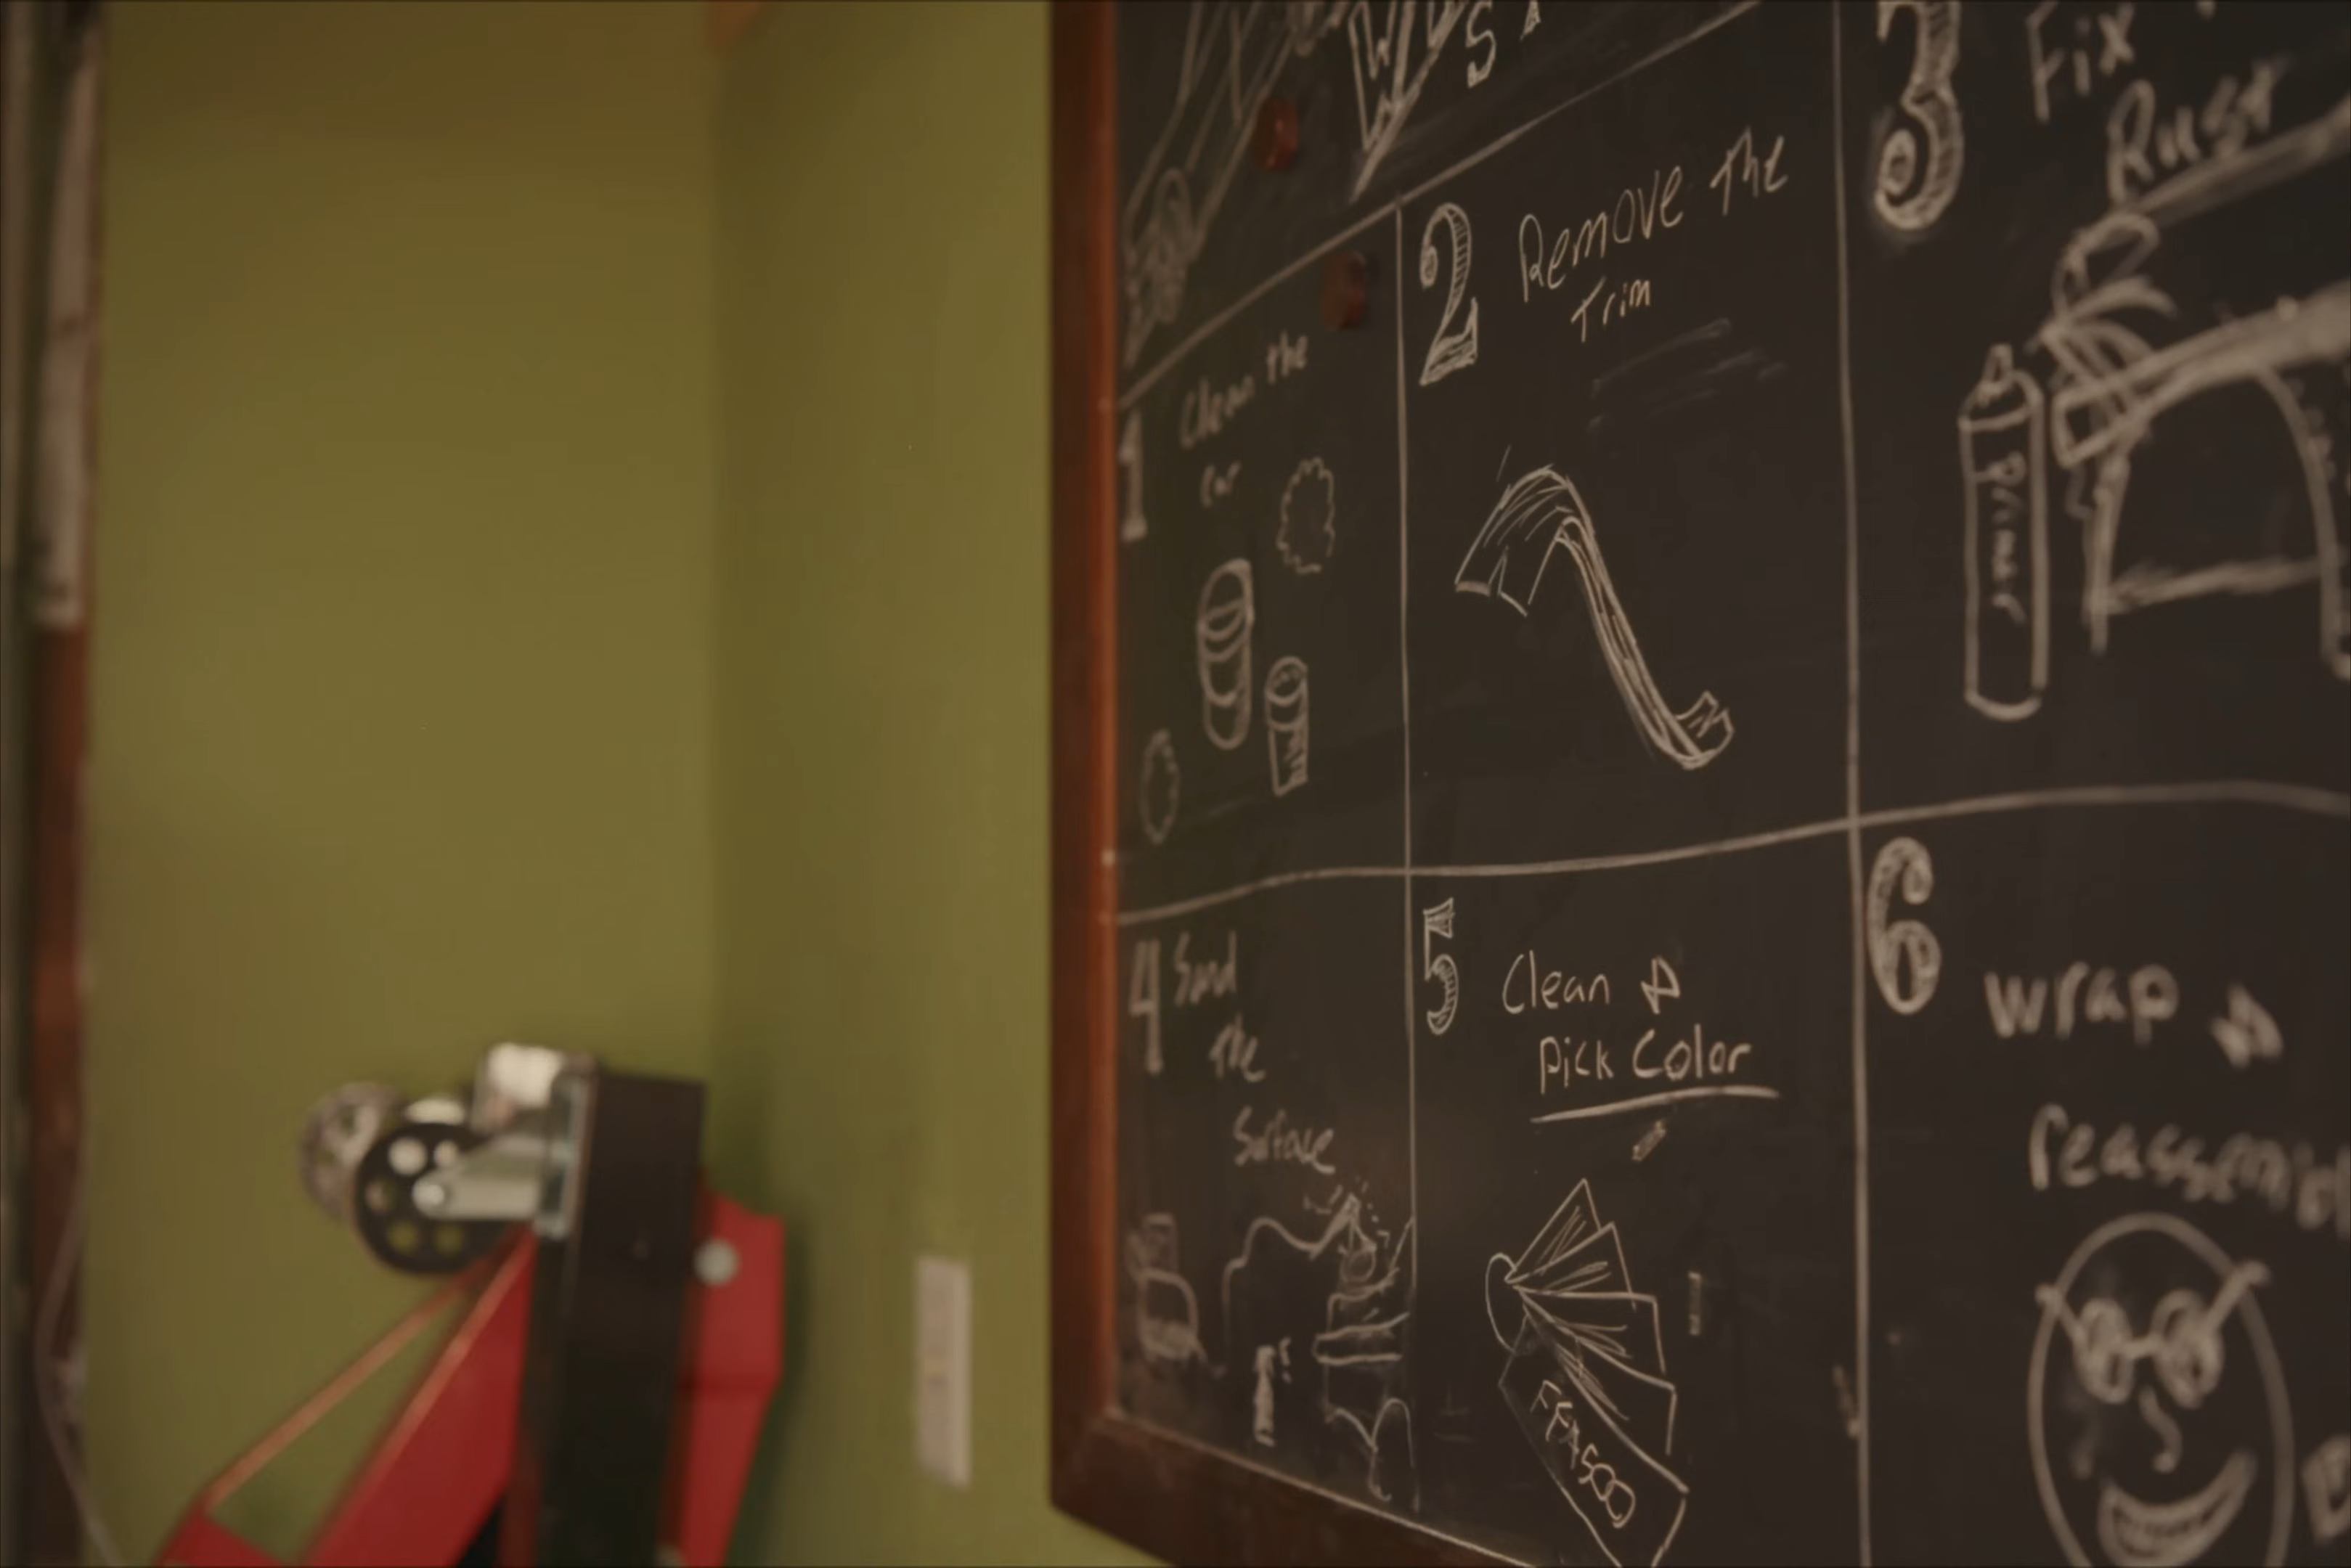 1 Clean the
car
2 Remove The
Trim
3 Fix
Rust
Primer
4 Sand
The
Surface
5 Clean &
Pick Color
6 wrap &